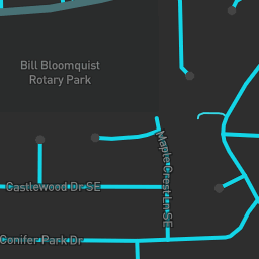 Bill Bloomquist
Rotary Park
Maple Crest Ln SE
Castlewood Dr SE
Conifer Park Dr